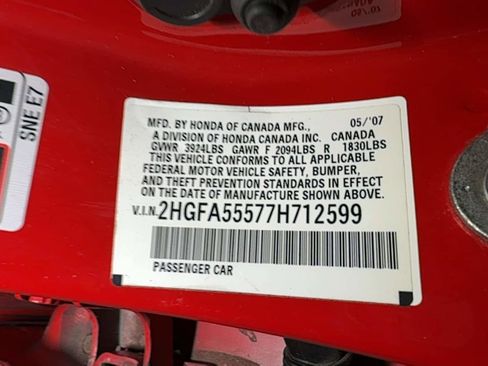 SNE E7
MFD. BY HONDA OF CANADA MFG., 05/'07
A DIVISION OF HONDA CANADA INC. CANADA
GVWR 3924LBS GAWR F 2094LBS R 1830LBS
THIS VEHICLE CONFORMS TO ALL APPLICABLE
FEDERAL MOTOR VEHICLE SAFETY, BUMPER,
AND THEFT PREVENTION STANDARDS IN EFFECT
ON THE DATE OF MANUFACTURE SHOWN ABOVE.
V.I.N. 2HGFA55577H712599
PASSENGER CAR